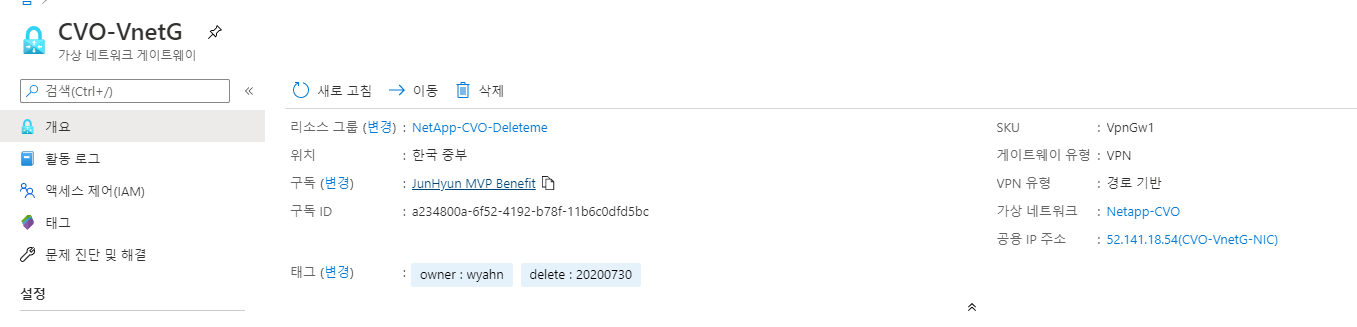 CVO-VnetG
가상 네트워크 게이트웨이
검색(Ctrl+/)
«
개요
활동 로그
액세스 제어(IAM)
태그
문제 진단 및 해결
설정
새로 고침 이동 삭제
리소스 그룹 (변경) : NetApp-CVO-Deleteme
위치 : 한국 중부
구독 (변경) : JunHyun MVP Benefit
구독 ID : a234800a-6f52-4192-b78f-11b6c0dfd5bc
태그 (변경) : owner : wyahn delete : 20200730
SKU : VpnGw1
게이트웨이 유형 : VPN
VPN 유형 : 경로 기반
가상 네트워크 : Netapp-CVO
공용 IP 주소 : 52.141.18.54(CVO-VnetG-NIC)